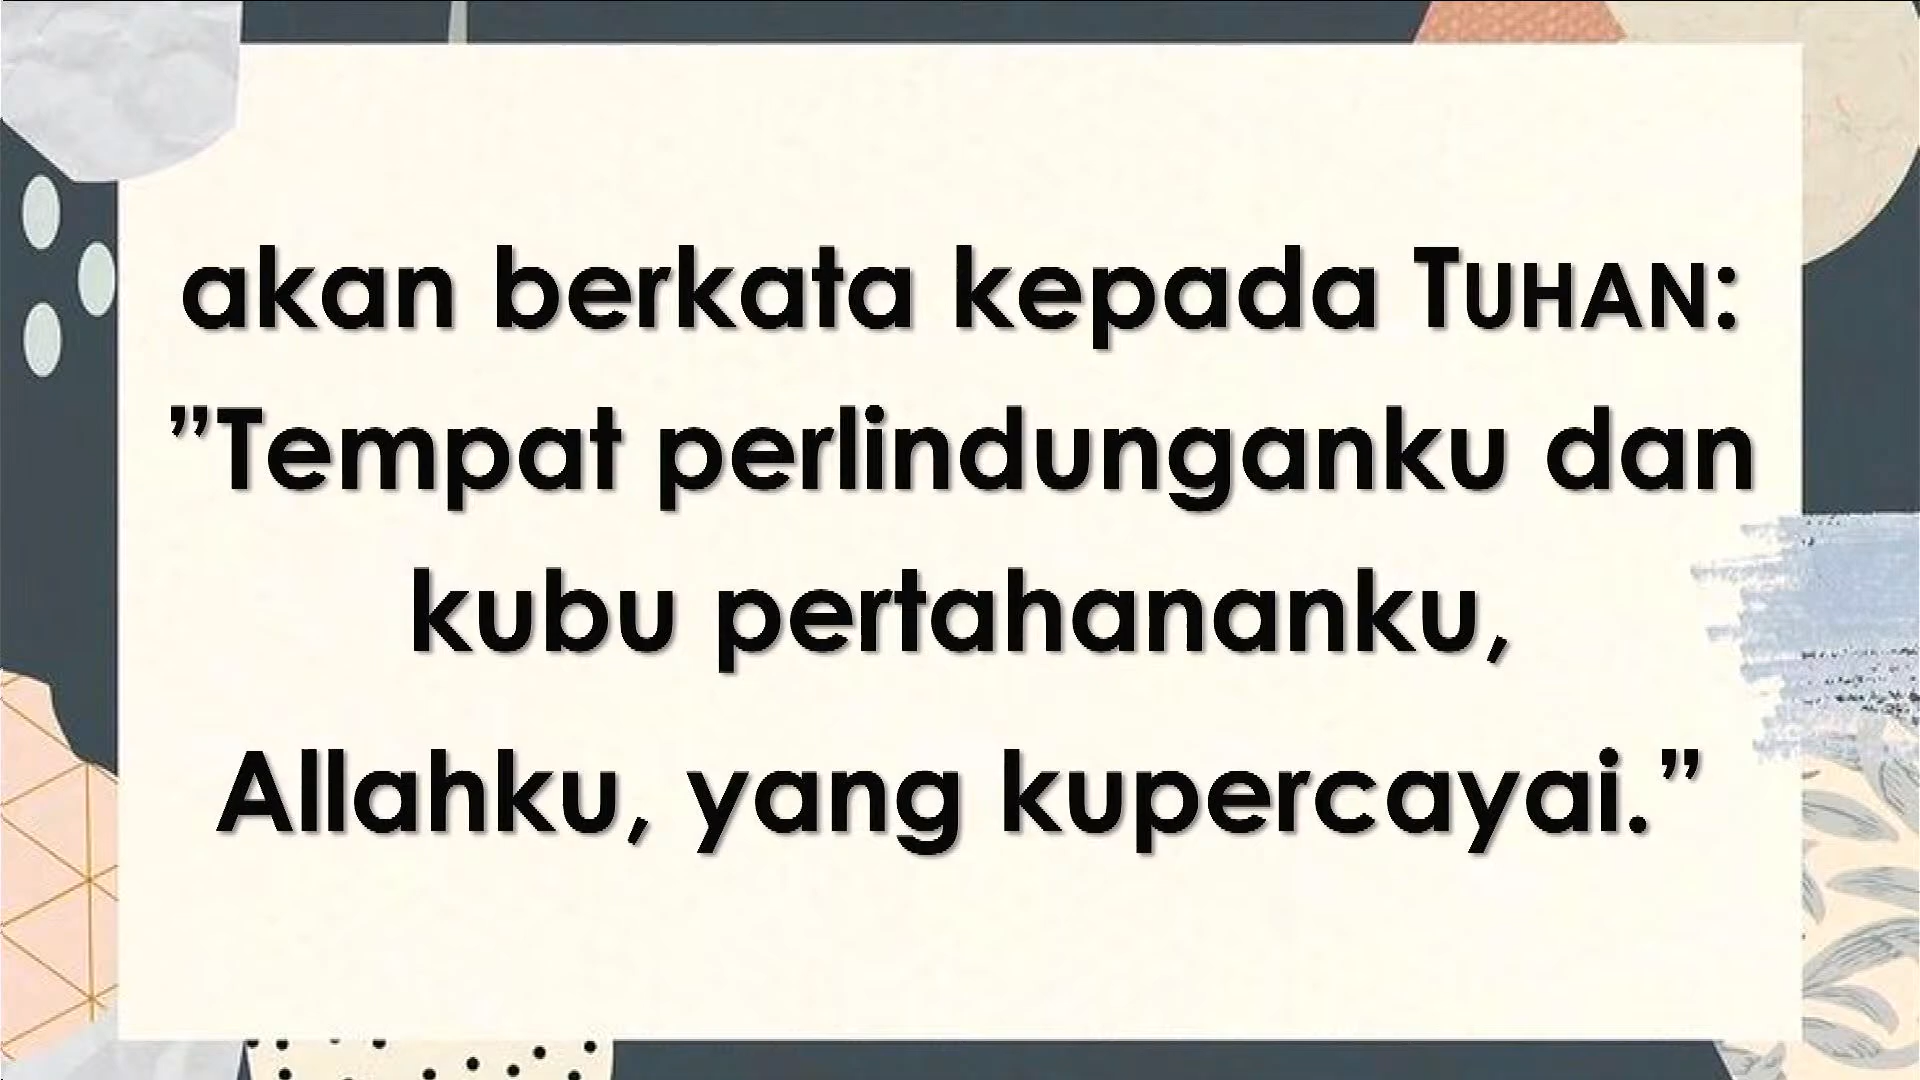 akan berkata kepada TUHAN:
”Tempat perlindunganku dan
kubu pertahananku,
Allahku, yang kupercayai.”